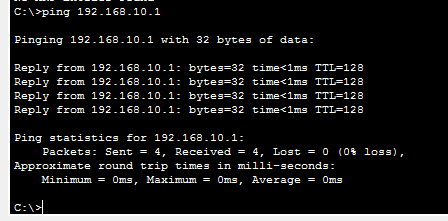 C:\>ping 192.168.10.1
Pinging 192.168.10.1 with 32 bytes of data:
Reply from 192.168.10.1: bytes=32 time<1ms TTL=128
Reply from 192.168.10.1: bytes=32 time<1ms TTL=128
Reply from 192.168.10.1: bytes=32 time<1ms TTL=128
Reply from 192.168.10.1: bytes=32 time<1ms TTL=128
Ping statistics for 192.168.10.1:
Packets: Sent = 4, Received = 4, Lost = 0 (0% loss),
Approximate round trip times in milli-seconds:
Minimum = 0ms, Maximum = 0ms, Average = 0ms
C:\>